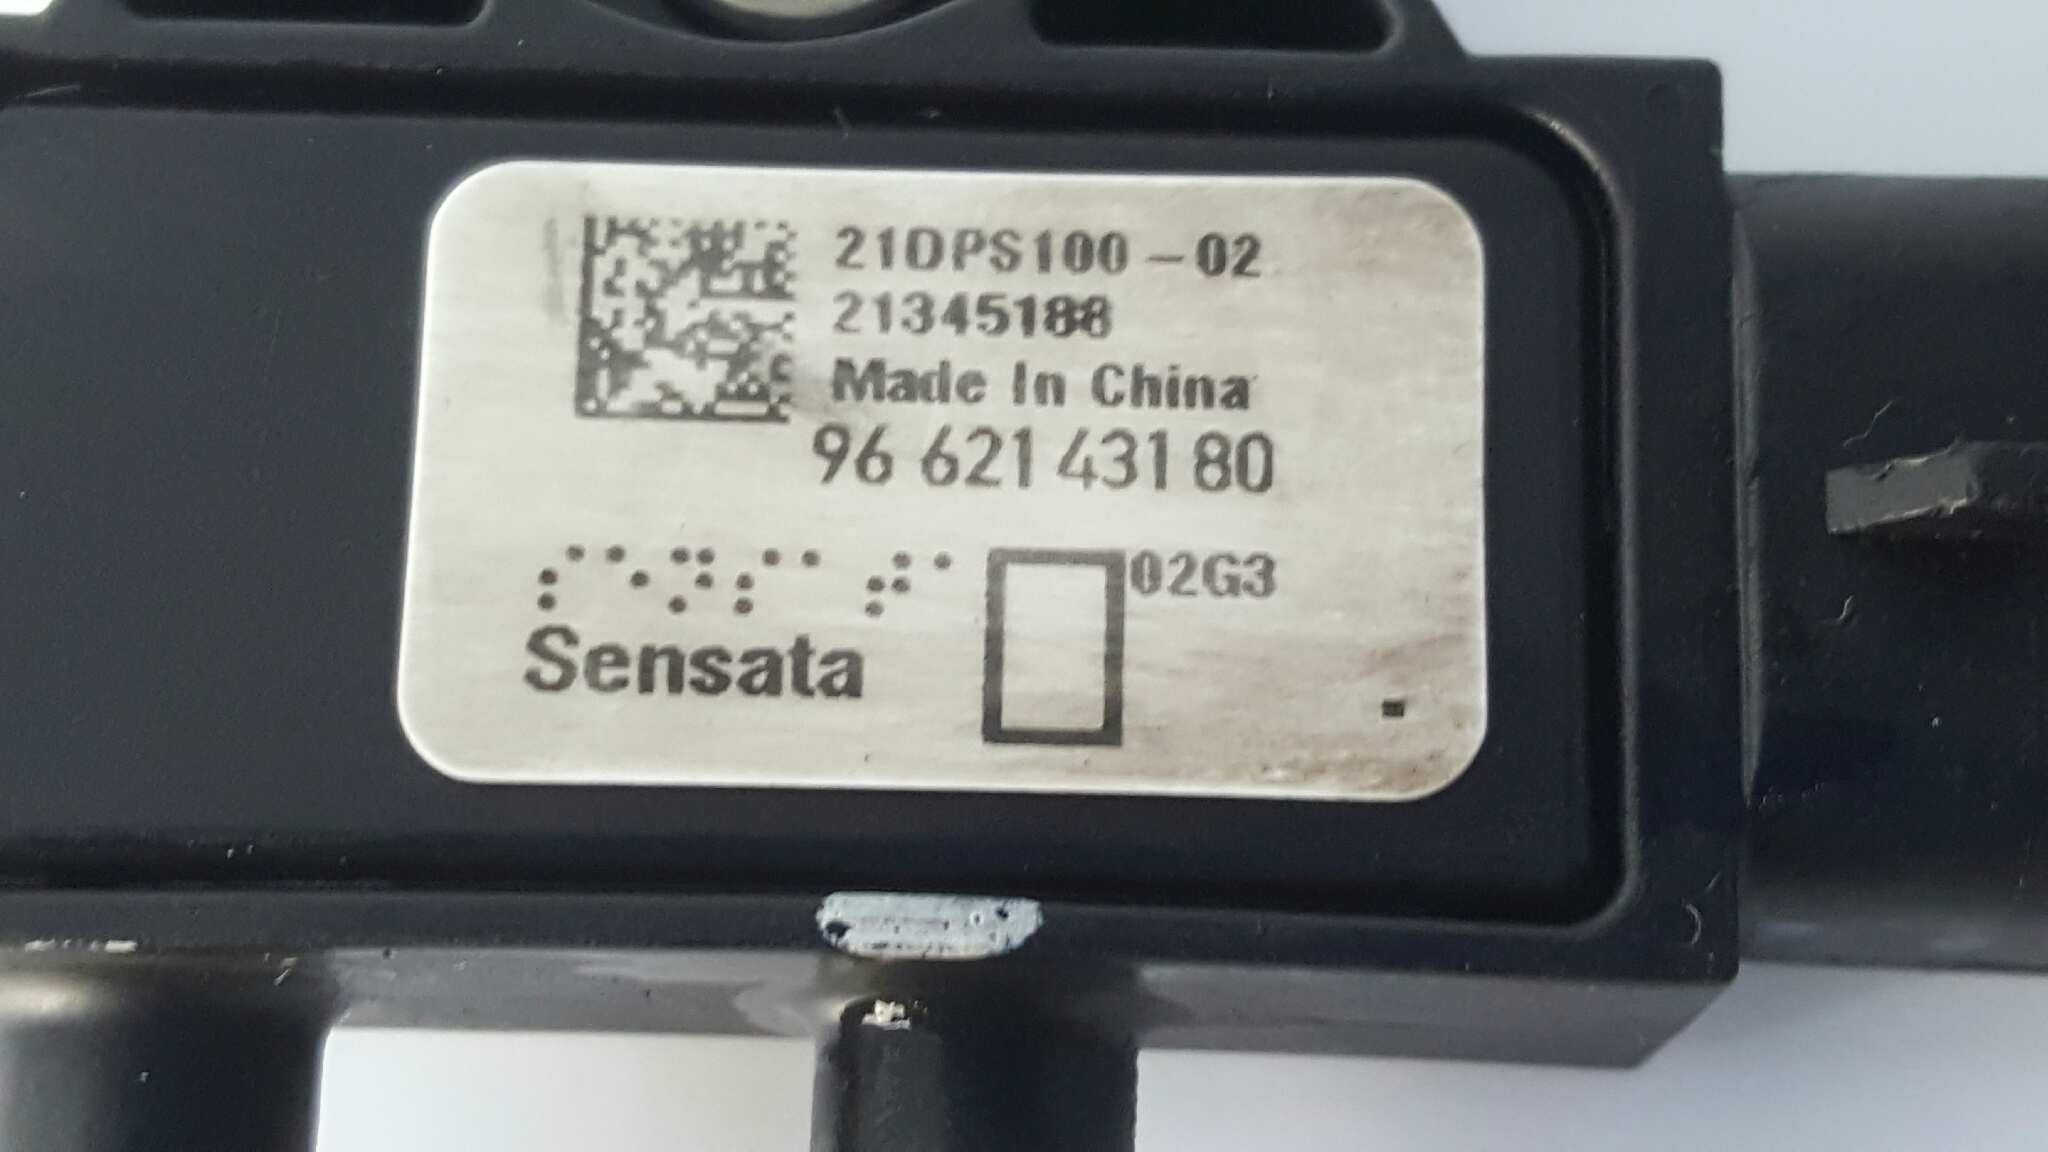 21DPS100-02
21345188
Made In China
96 621 431 80
02G3
Sensata